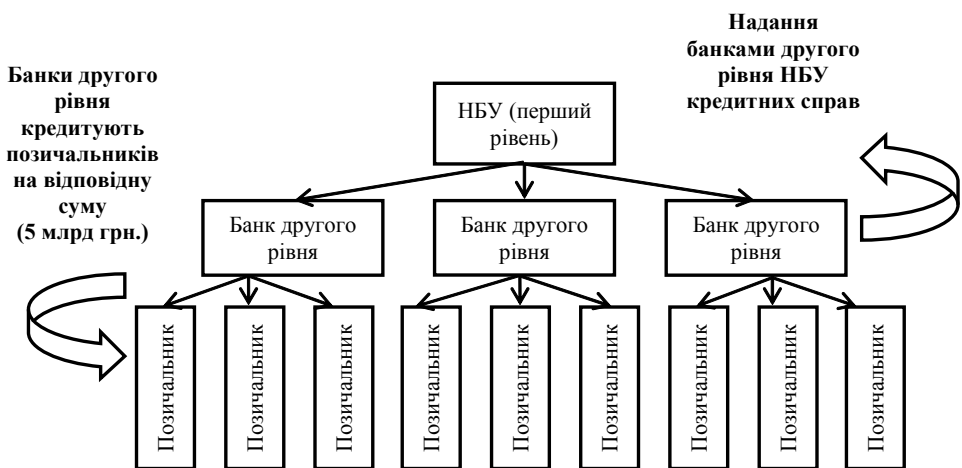 Надання
банками другого
рівня НБУ
кредитних справ
Банки другого
рівня
кредитують
позичальників
на відповідну
суму
(5 млрд грн.)
НБУ (перший
рівень)
Банк другого
рівня
Банк другого
рівня
Банк другого
рівня
Позичальник
Позичальник
Позичальник
Позичальник
Позичальник
Позичальник
Позичальник
Позичальник
Позичальник